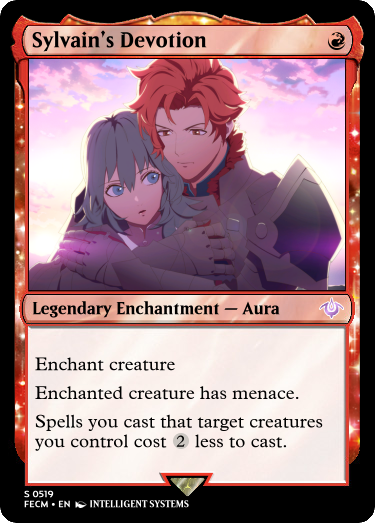 Sylvain's Devotion
Legendary Enchantment — Aura
Enchant creature
Enchanted creature has menace.
Spells you cast that target creatures
you control cost 2 less to cast.
S 0519
FECM • EN INTELLIGENT SYSTEMS